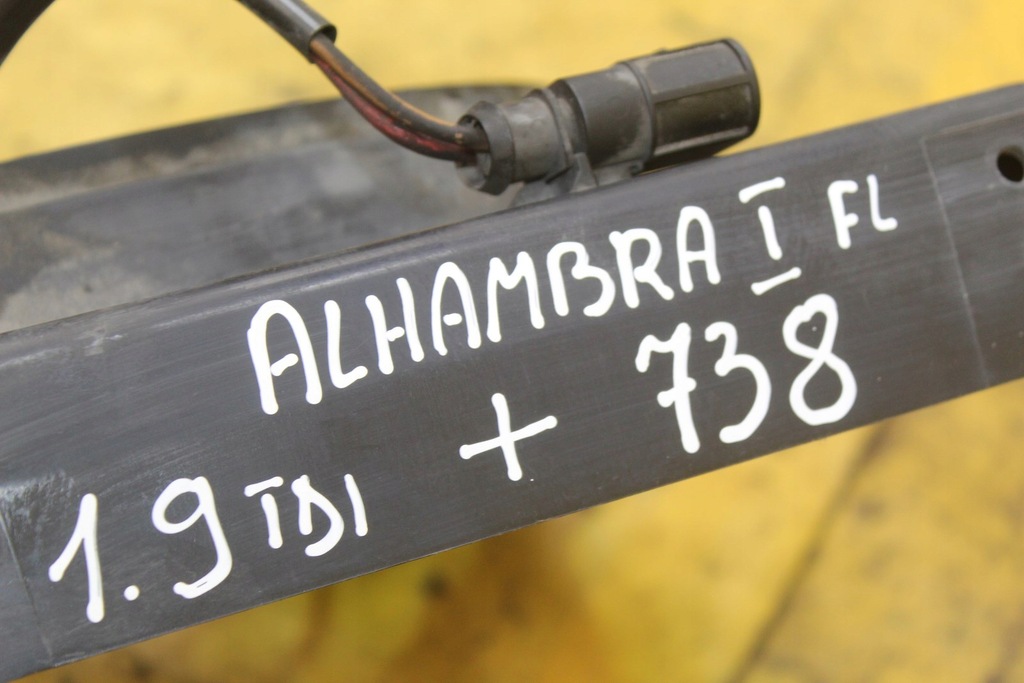 ALHAMBRA I FL
1.9 TDI + 738